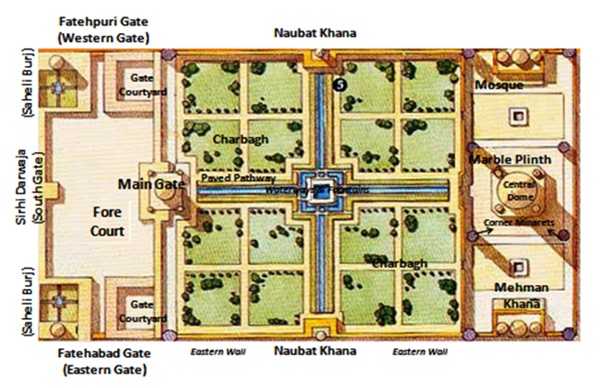 Fatehpuri Gate
(Western Gate)
Naubat Khana
(Saheli Burj)
Gate
Courtyard
5
Mosque
Charbagh
Sirhi Darwaja
(South Gate)
Main Gate
Paved Pathway
Waterways & Fountains
Marble Plinth
Central
Dome
Fore
Court
Corner Minarets
Charbagh
(Saheli Burj)
Gate
Courtyard
Mehman
Khana
Fatehabad Gate
(Eastern Gate)
Eastern Wall
Naubat Khana
Eastern Wall